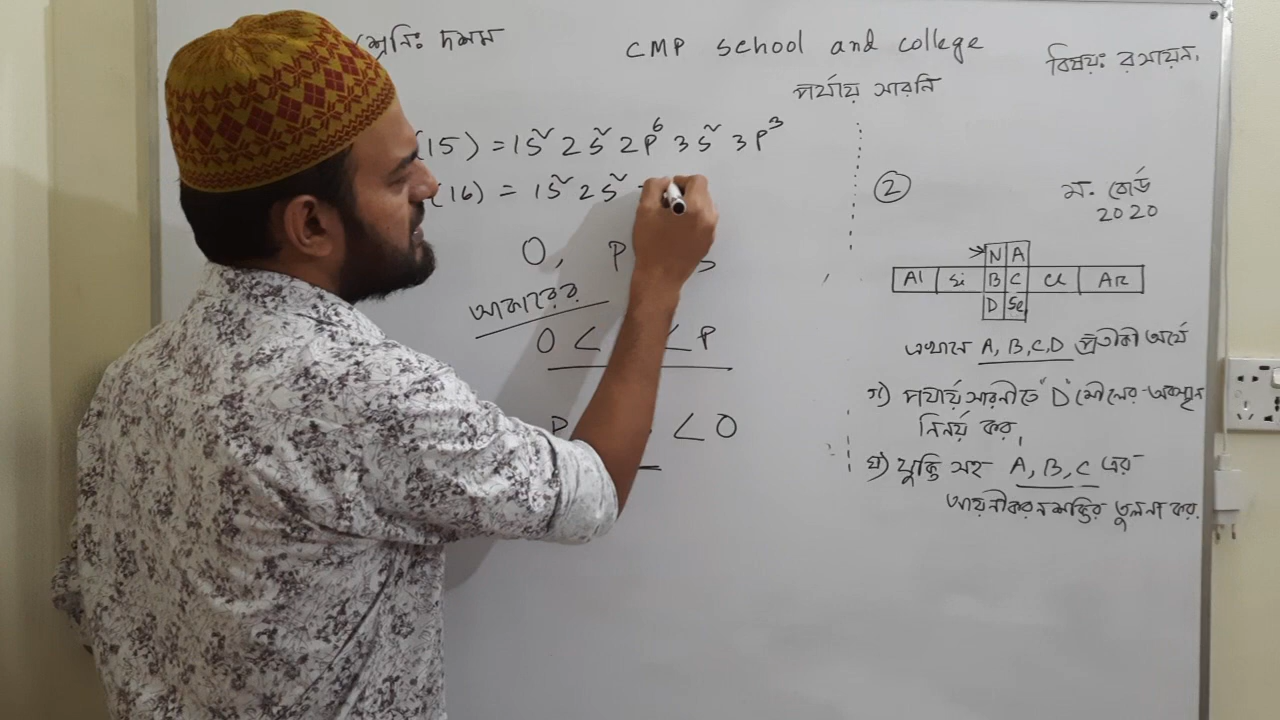 শ্রেনিঃ দশম
CMP school and college
বিষয়ঃ রসায়ন,
পর্যায় সারনি
(15) = 1s² 2s² 2p⁶ 3s² 3p³
(16) = 1s² 2s²
O, P
আকারের
O < < P
P < O
②
ম. বোর্ড
2020
N A
Al Si B C Cl Ar
D Se
এখানে A, B, C, D প্রতীকী অর্থে
গ) পর্যায় সারনীতে "D" মৌলের অবস্থান
নির্নয় কর,
ঘ) যুক্তি সহ A, B, C এর
আয়নীকরন শক্তির তুলনা কর.